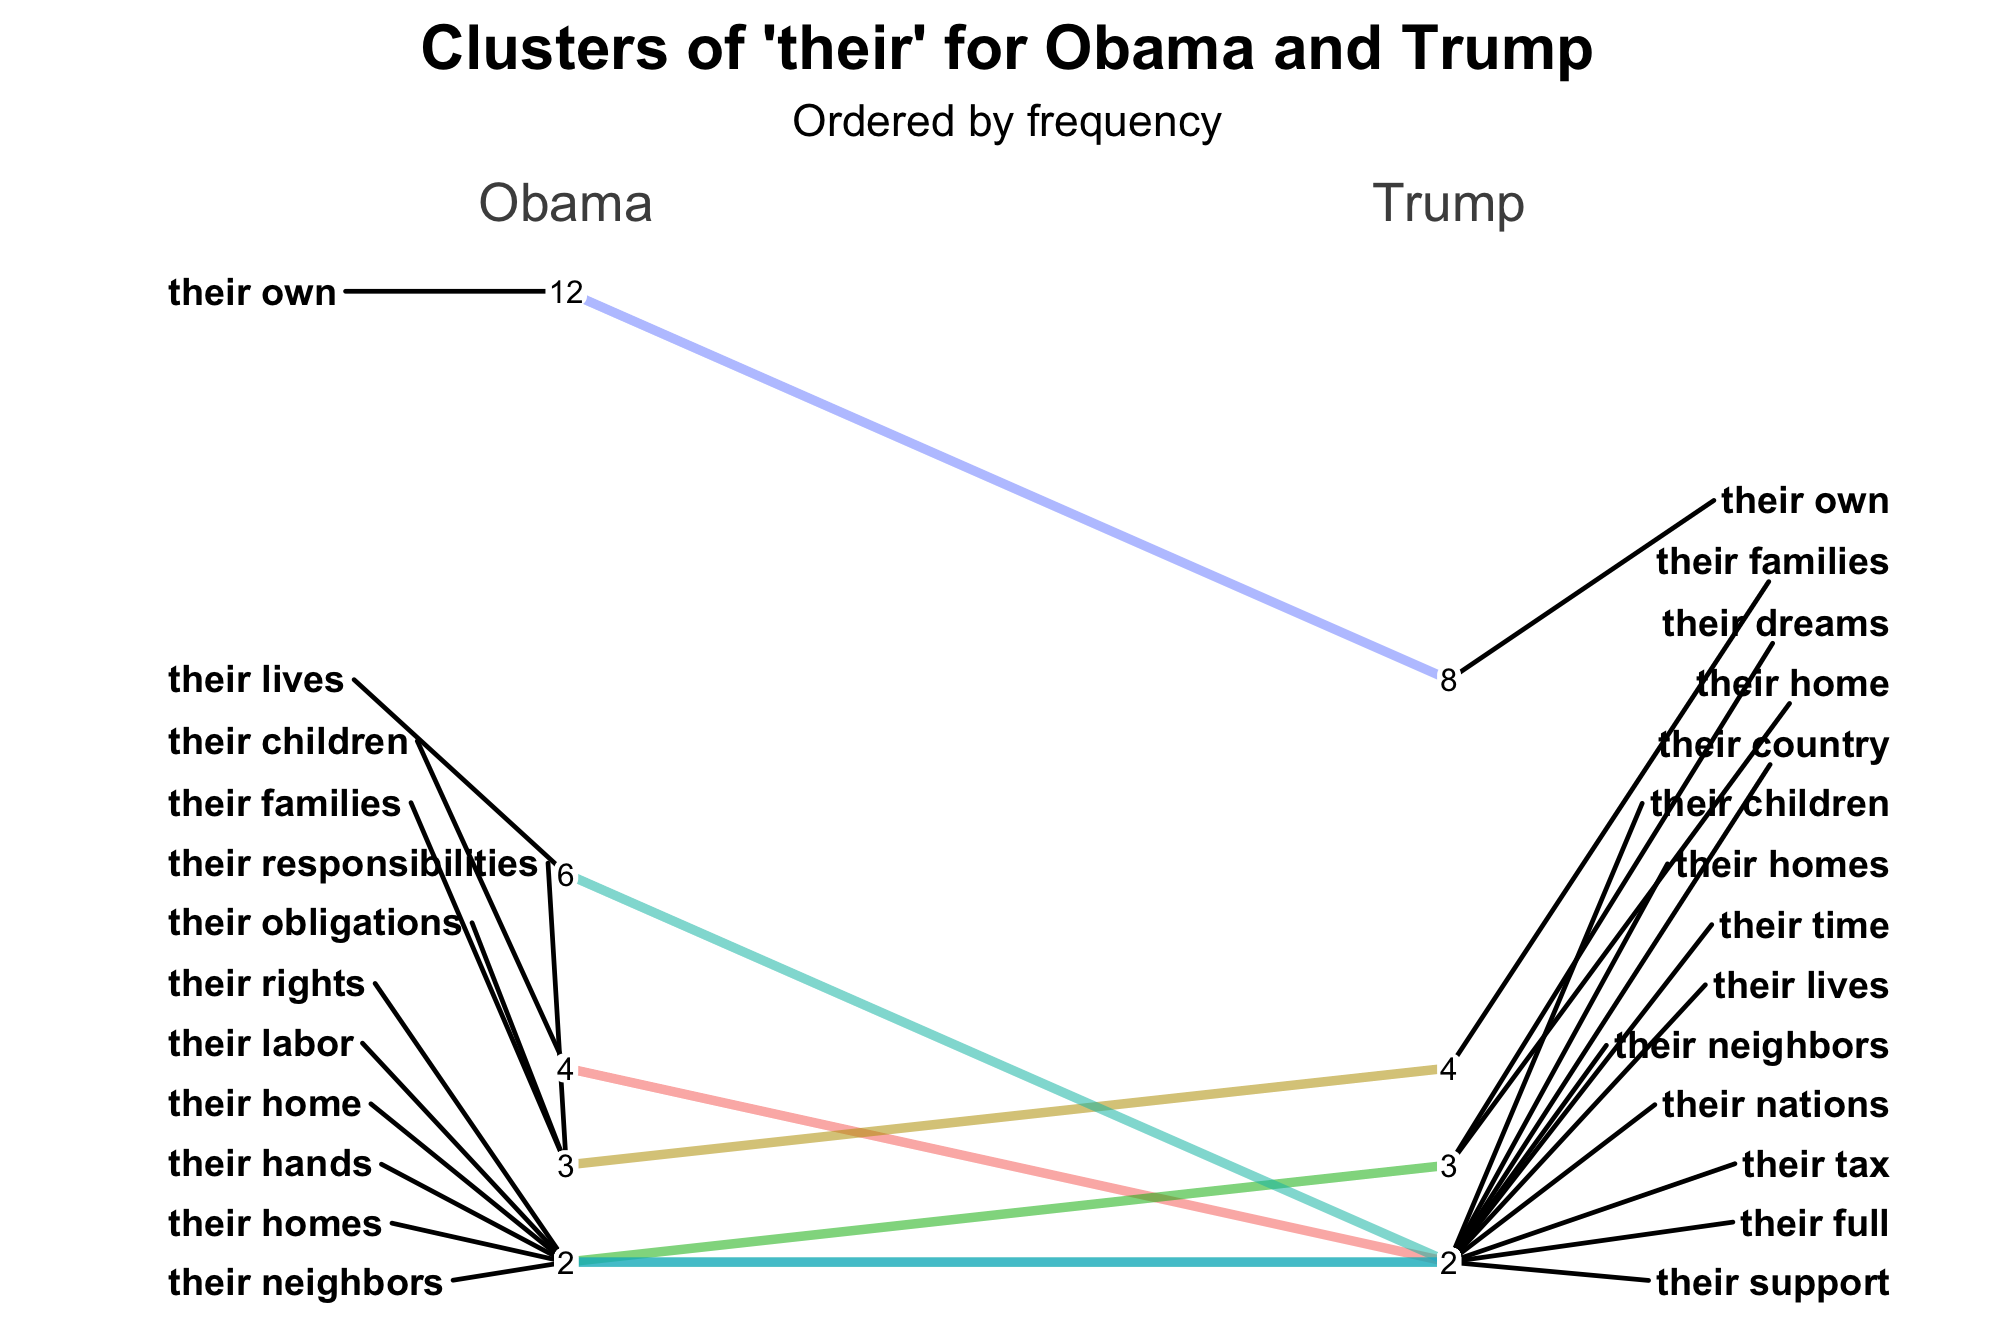 Clusters of 'their' for Obama and Trump
Ordered by frequency
Obama
Trump
their own
12
their lives
their children
their families
their responsibilities
their obligations
their rights
their labor
their home
their hands
their homes
their neighbors
6
4
3
2
8
4
3
2
their own
their families
their dreams
their home
their country
their children
their homes
their time
their lives
their neighbors
their nations
their tax
their full
their support